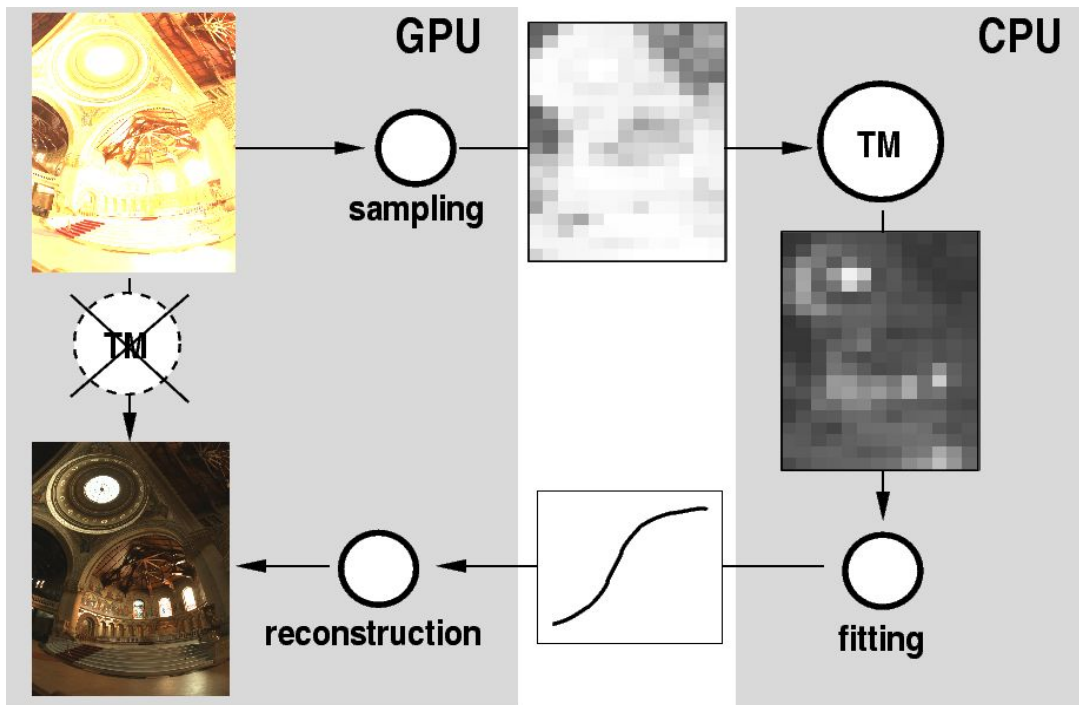 GPU
CPU
sampling
TM
TM
reconstruction
fitting